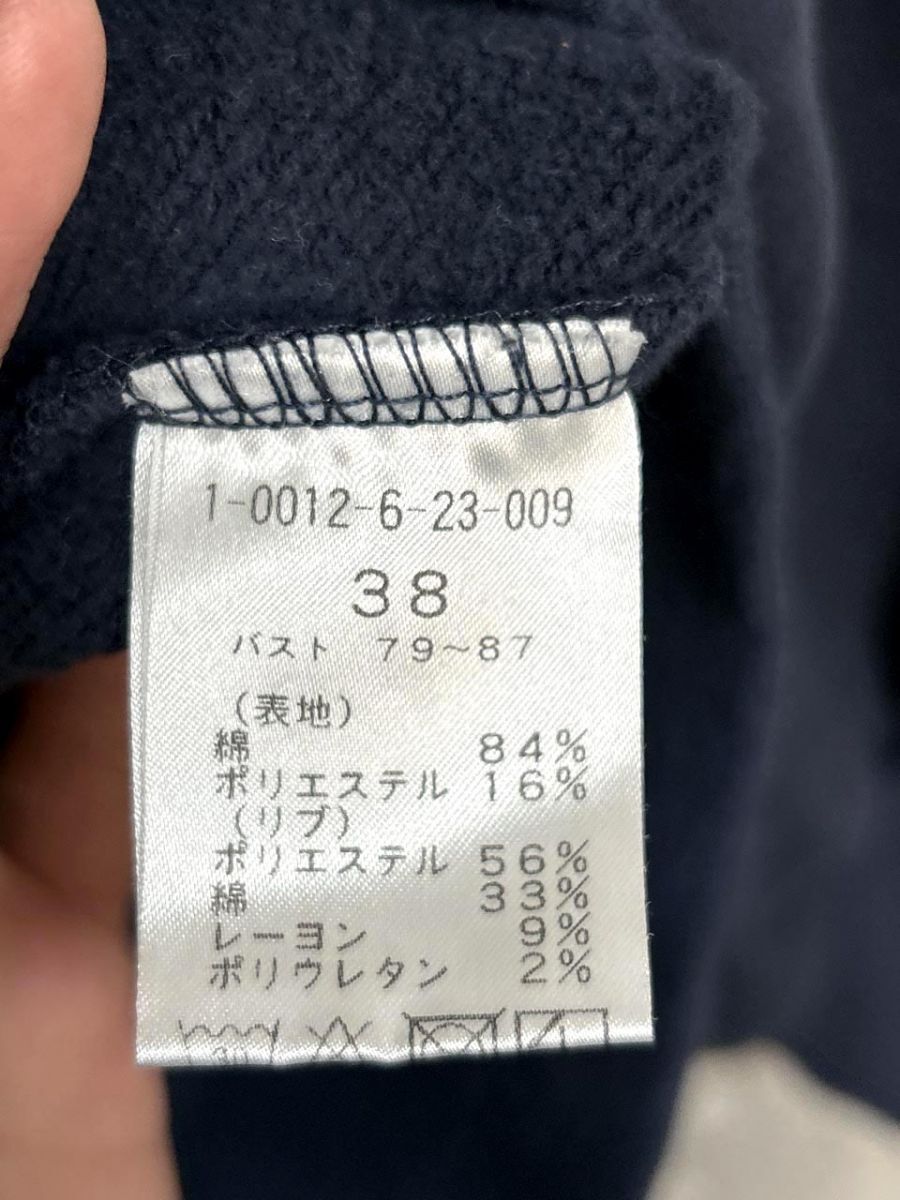 1-0012-6-23-009
38
バスト 79~87
(表地)
綿 84%
ポリエステル 16%
(リブ)
ポリエステル 56%
綿 33%
レーヨン 9%
ポリウレタン 2%